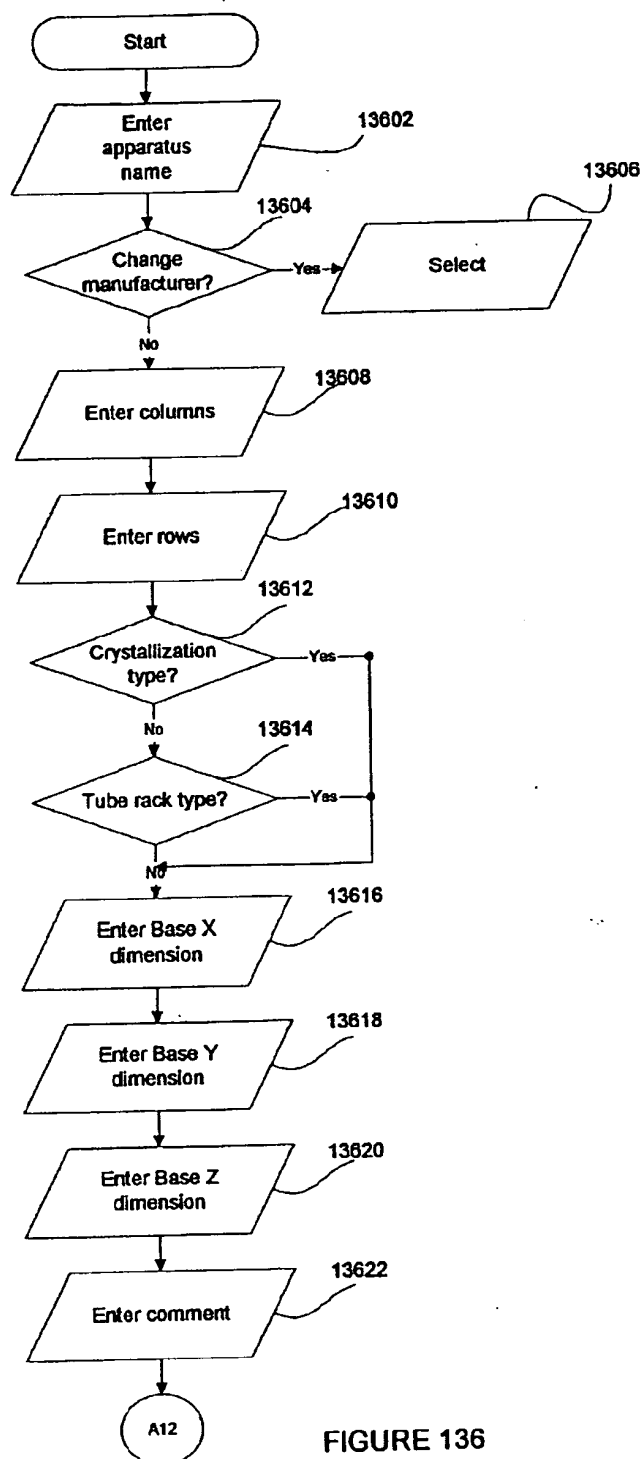 Start
Enter
apparatus
name
13602
13604
Change
manufacturer?
Yes
13606
Select
No
Enter columns
13608
Enter rows
13610
13612
Crystallization
type?
Yes
No
13614
Tube rack type?
Yes
No
Enter Base X
dimension
13616
Enter Base Y
dimension
13618
Enter Base Z
dimension
13620
Enter comment
13622
A12
FIGURE 136